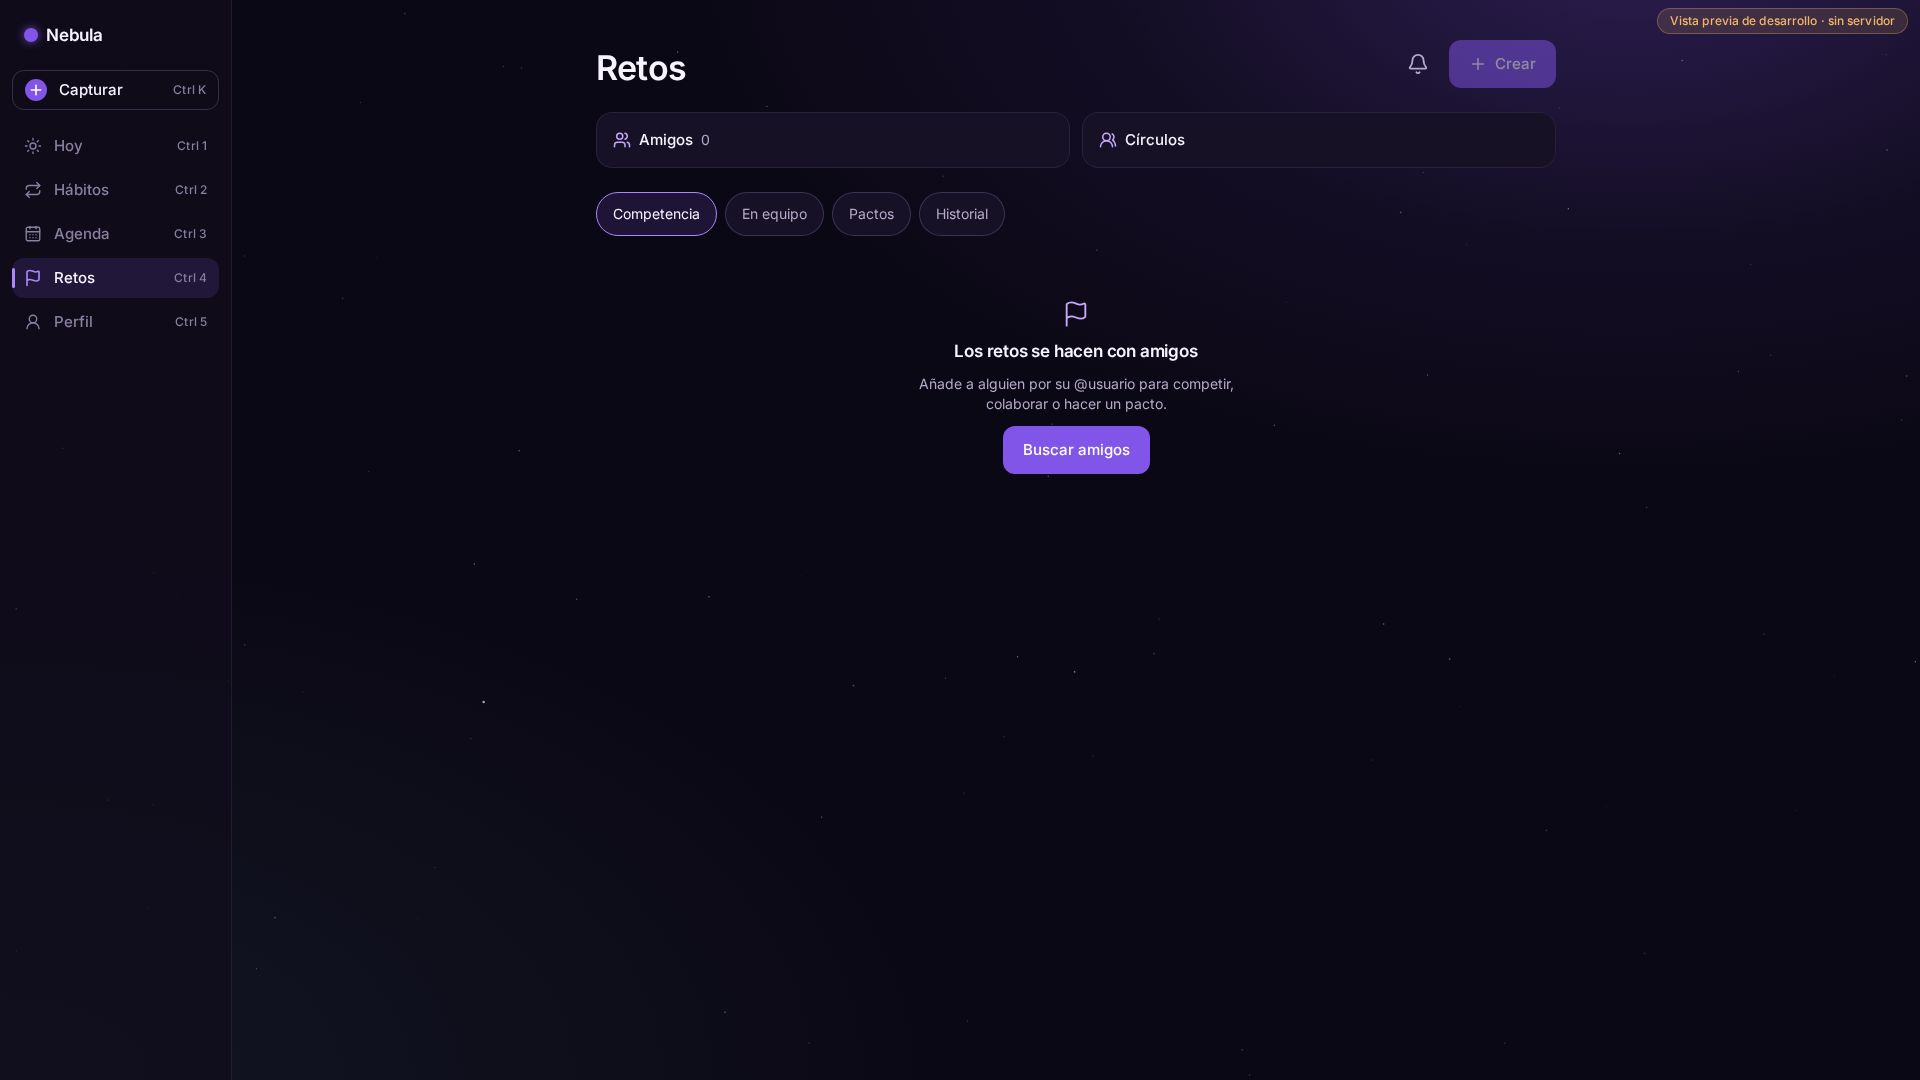 Nebula
Vista previa de desarrollo · sin servidor
Capturar Ctrl K
Hoy Ctrl 1
Hábitos Ctrl 2
Agenda Ctrl 3
Retos Ctrl 4
Perfil Ctrl 5
Retos
Crear
Amigos 0
Círculos
Competencia
En equipo
Pactos
Historial
Los retos se hacen con amigos
Añade a alguien por su @usuario para competir,
colaborar o hacer un pacto.
Buscar amigos